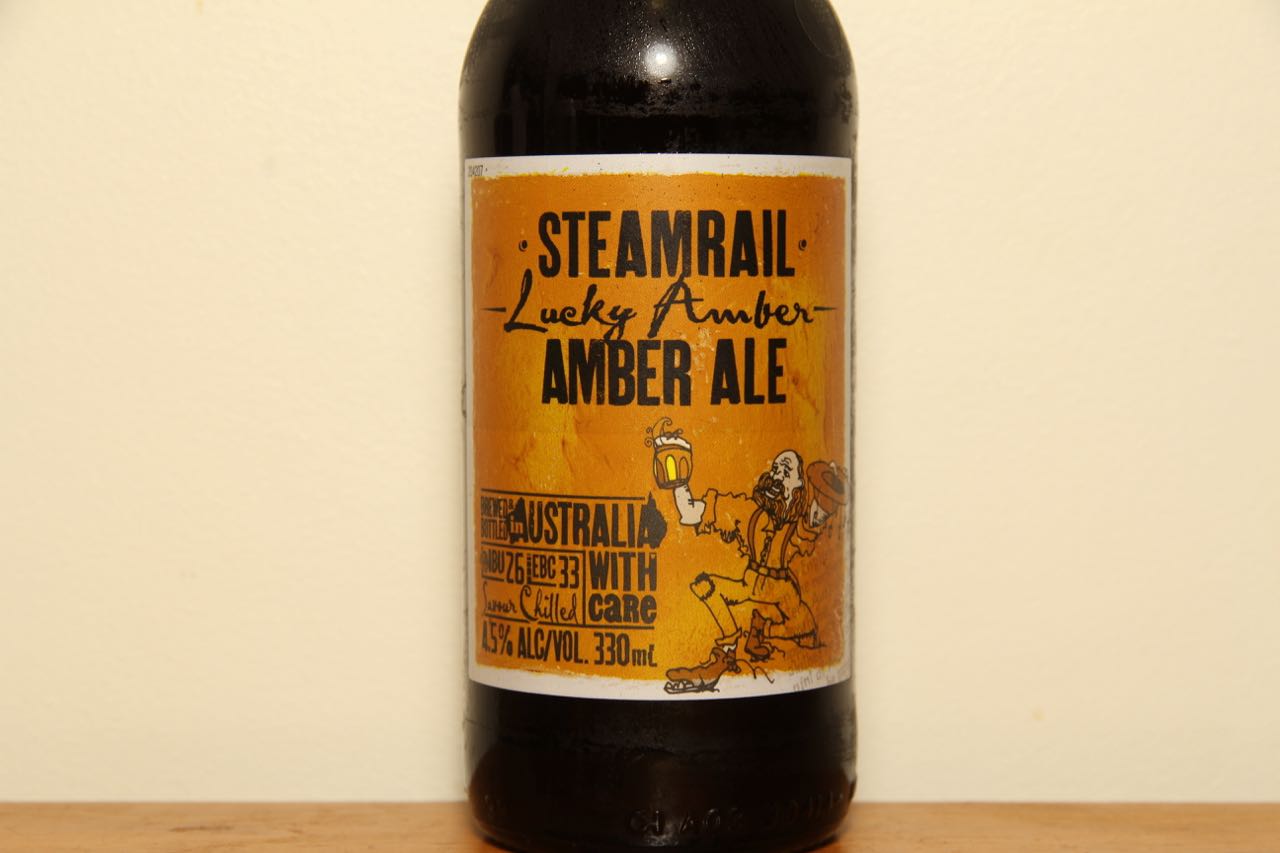 STEAMRAIL
Lucky Amber
AMBER ALE
BREWED &
BOTTLED in AUSTRALIA
IBU 26 EBC 33
WITH
Savour Chilled
care
4.5% ALC/VOL. 330mL